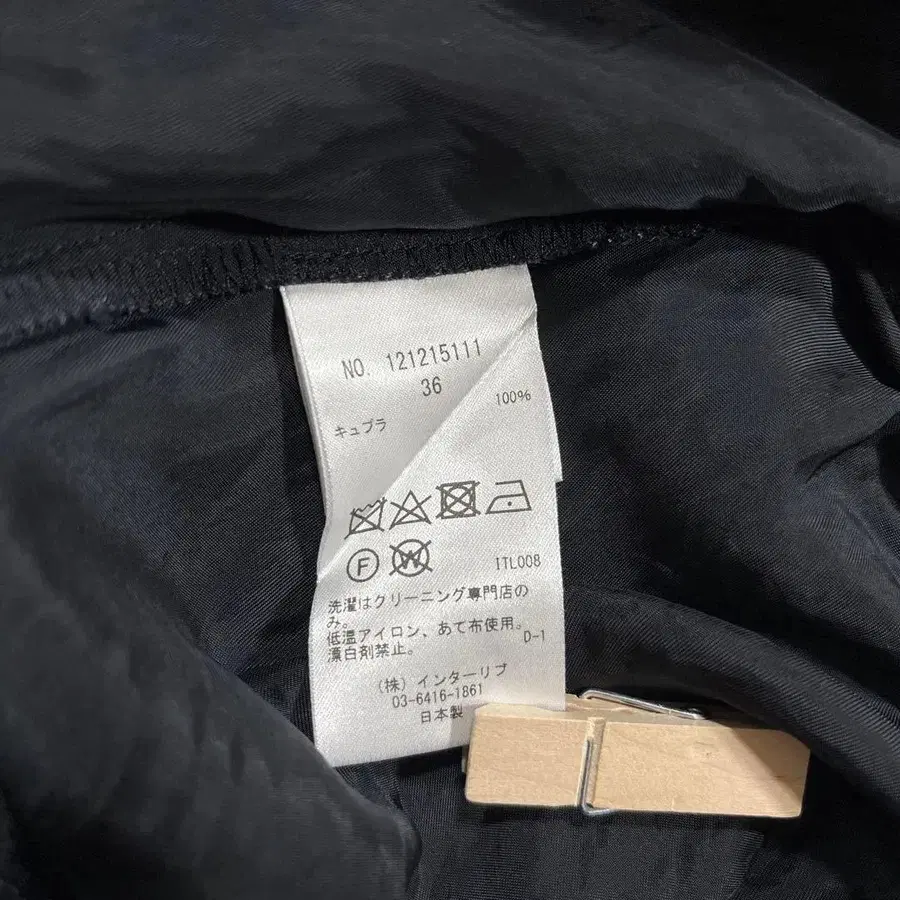 NO. 121215111
36
キュプラ 100%
F W ITL008
洗濯はクリーニング専門店の
み。
低温アイロン、あて布使用。
漂白剤禁止。 D-1
(株)インターリブ
03-6416-1861
日本製